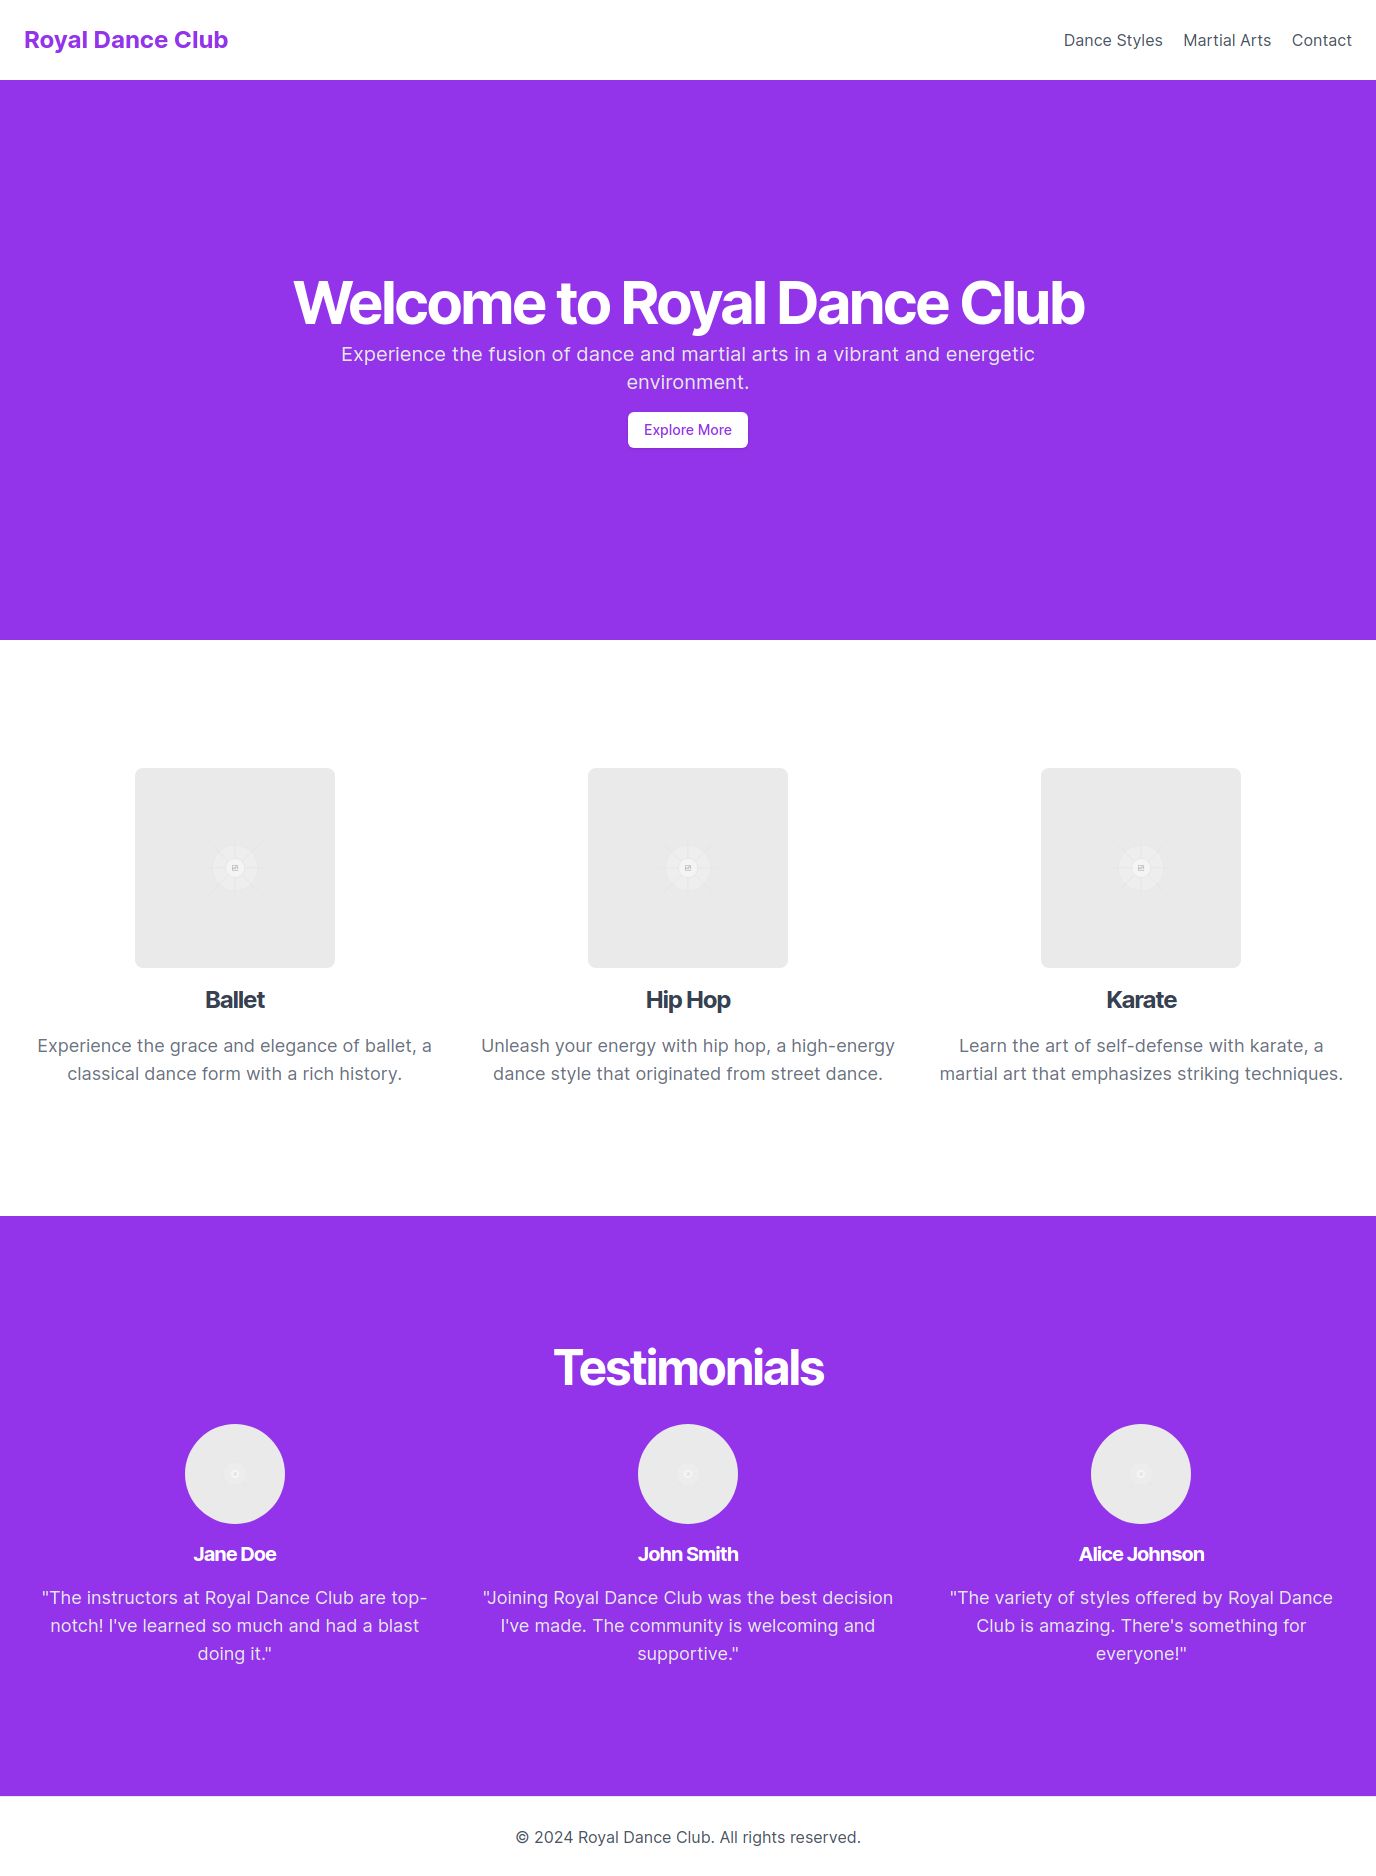 Royal Dance Club
Dance Styles Martial Arts Contact
Welcome to Royal Dance Club
Experience the fusion of dance and martial arts in a vibrant and energetic
environment.
Explore More
Ballet
Experience the grace and elegance of ballet, a
classical dance form with a rich history.
Hip Hop
Unleash your energy with hip hop, a high-energy
dance style that originated from street dance.
Karate
Learn the art of self-defense with karate, a
martial art that emphasizes striking techniques.
Testimonials
Jane Doe
"The instructors at Royal Dance Club are top-
notch! I've learned so much and had a blast
doing it."
John Smith
"Joining Royal Dance Club was the best decision
I've made. The community is welcoming and
supportive."
Alice Johnson
"The variety of styles offered by Royal Dance
Club is amazing. There's something for
everyone!"
© 2024 Royal Dance Club. All rights reserved.